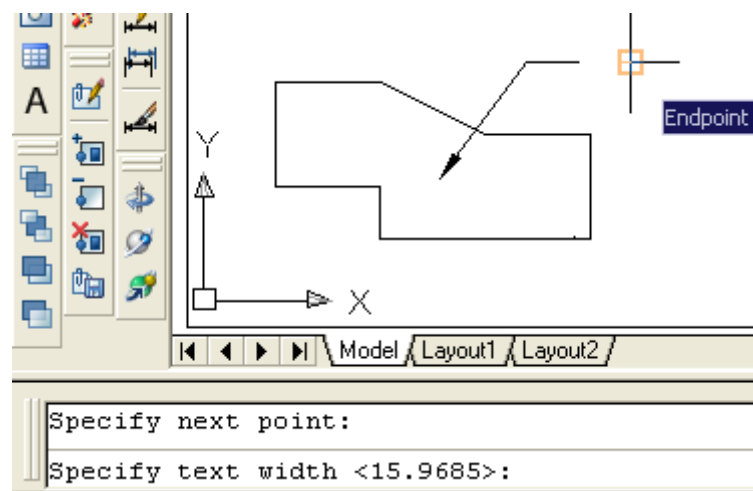 A
Endpoint
Y
X
Model
Layout1
Layout2
Specify next point:
Specify text width <15.9685>: